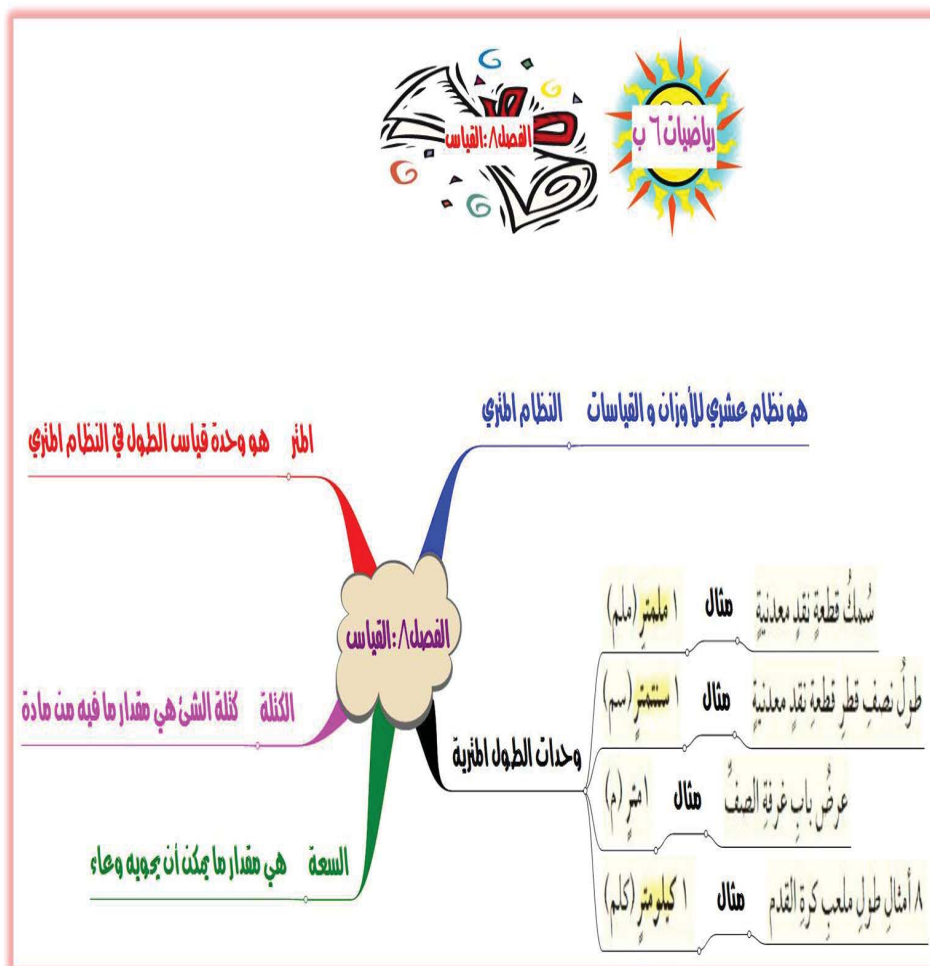 رياضيات ٦ ب
الفصل ٨: القياس
النظام المتري
هو نظام عشري للأوزان و القياسات
المتر
هو وحدة قياس الطول في النظام المتري
الفصل ٨: القياس
الكتلة
كتلة الشئ هي مقدار ما فيه من مادة
السعة
هي مقدار ما يمكن أن يحويه وعاء
وحدات الطول المترية
١ ملمتر (ملم)
مثال
سُمكُ قطعةِ نقدٍ معدنيةٍ
١ سنتمتر (سم)
مثال
طولُ نصفِ قطرِ قطعةِ نقدٍ معدنيةٍ
١ مترٍ (م)
مثال
عرضُ بابِ غرفةِ الصفِّ
١ كيلومترٍ (كلم)
مثال
٨ أمثالِ طولِ ملعبِ كرةِ القدم